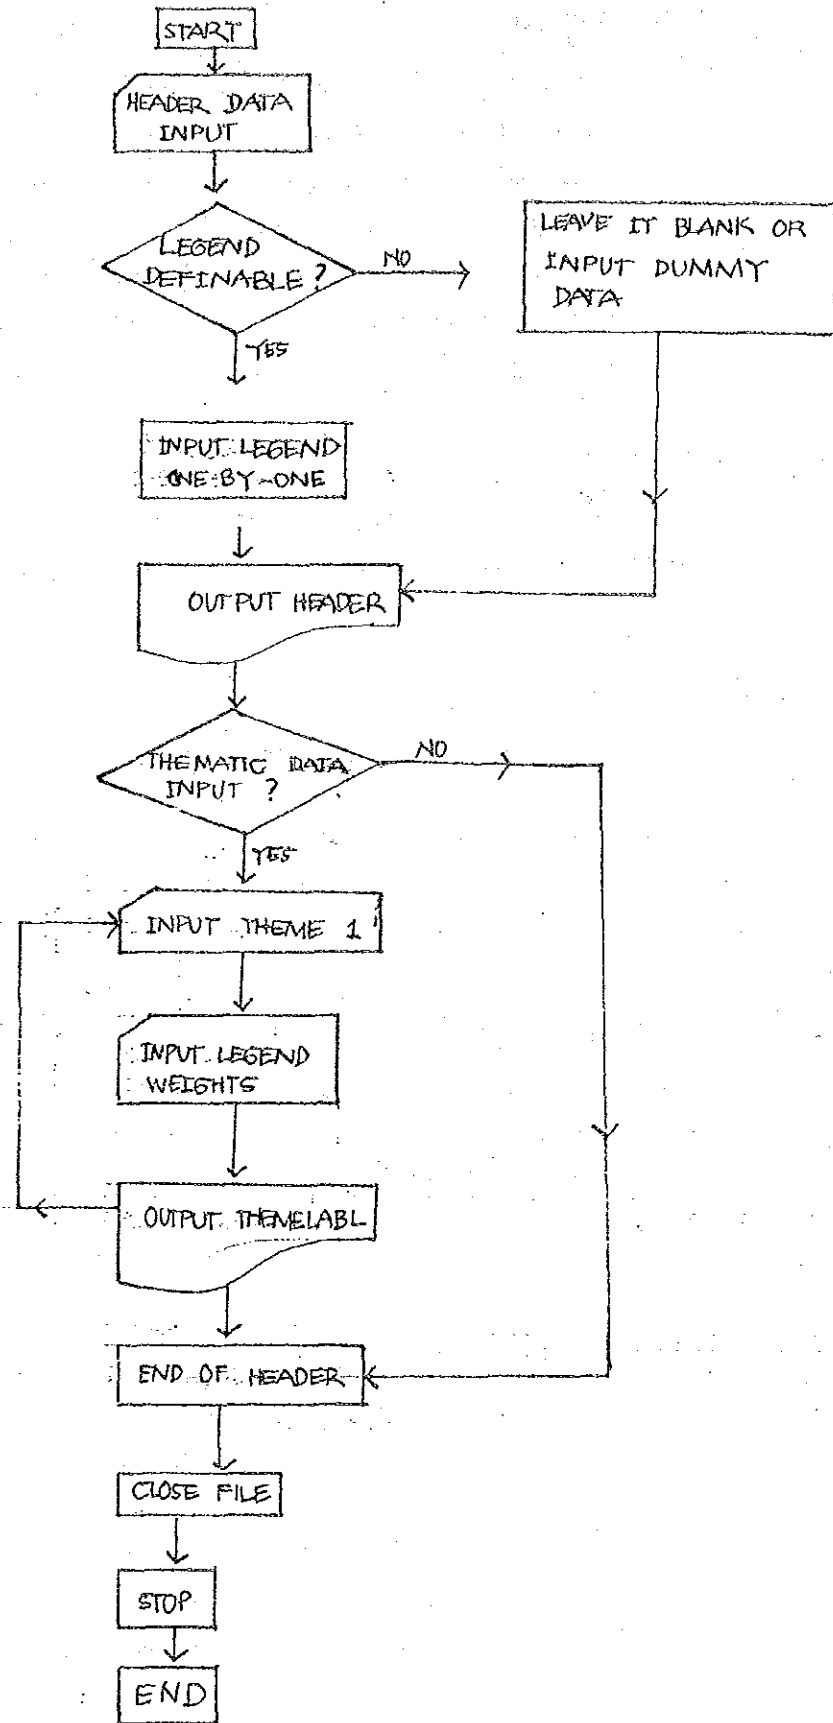 START
HEADER DATA
INPUT
LEGEND
DEFINABLE?
NO
LEAVE IT BLANK OR
INPUT DUMMY
DATA
YES
INPUT LEGEND
ONE-BY-ONE
OUTPUT HEADER
THEMATIC DATA
INPUT ?
NO
YES
INPUT THEME 1
INPUT LEGEND
WEIGHTS
OUTPUT THEMELABL
END OF HEADER
CLOSE FILE
STOP
END